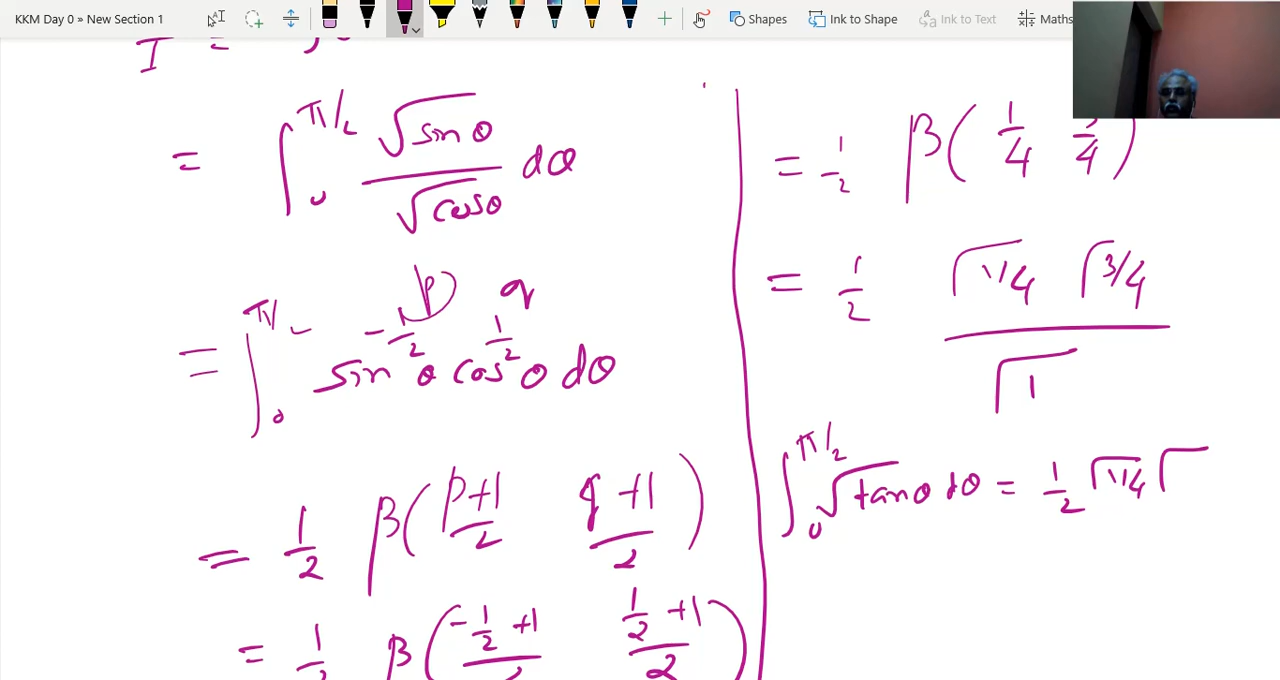 KKM Day 0 » New Section 1
Shapes
Ink to Shape
Ink to Text
Maths
I =
= ∫₀^{π/2} √sinθ / √cosθ dθ
= ∫₀^{π/2} sin^{-1/2} θ cos^{1/2} θ dθ
p q
= 1/2 β( p+1/2 q+1/2 )
= 1/2 β( -1/2 +1 / 2 1/2 +1 / 2 )
= 1/2 β( 1/4 3/4 )
= 1/2 Γ1/4 Γ3/4 / Γ1
∫₀^{π/2} √tanθ dθ = 1/2 Γ1/4 Γ